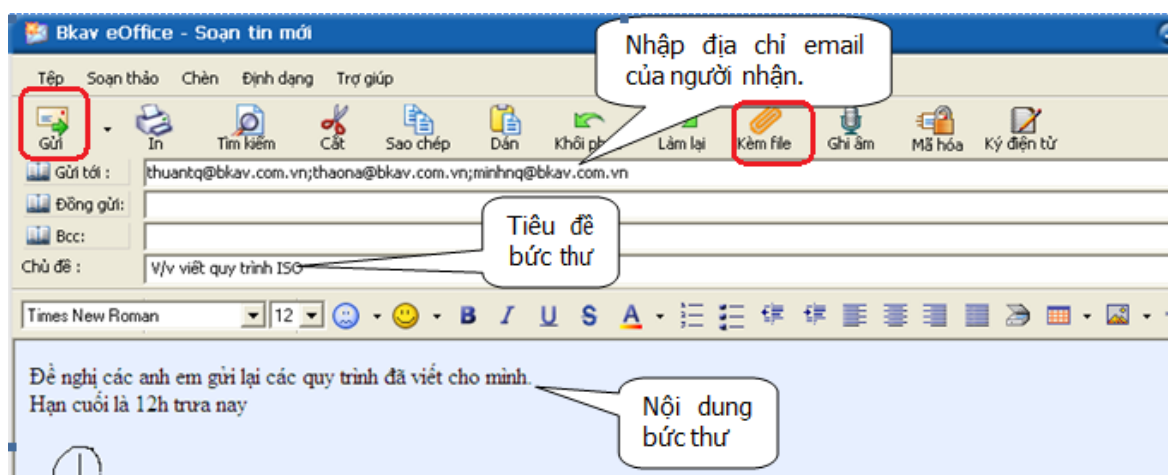 Bkav eOffice - Soạn tin mới
Nhập địa chỉ email
của người nhận.
Tệp Soạn thảo Chèn Định dạng Trợ giúp
Gửi In Tìm kiếm Cắt Sao chép Dán Làm lại Kèm file Ghi âm Mã hóa Ký điện tử
Gửi tới : thuantq@bkav.com.vn;thaona@bkav.com.vn;minhnq@bkav.com.vn
Đồng gửi:
Bcc:
Tiêu đề
bức thư
Chủ đề : V/v viết quy trình ISO
Times New Roman 12 B I U S A
Đề nghị các anh em gửi lại các quy trình đã viết cho mình.
Hạn cuối là 12h trưa nay
Nội dung
bức thư